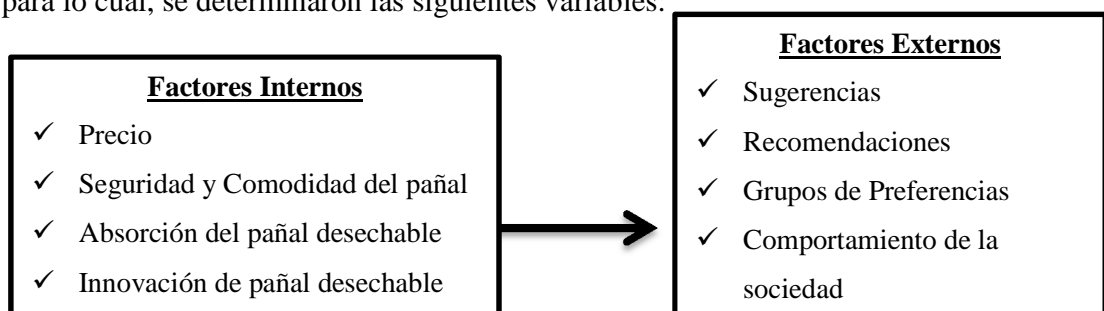 para lo cual, se determinaron las siguientes variables:
Factores Internos
✓ Precio
✓ Seguridad y Comodidad del pañal
✓ Absorción del pañal desechable
✓ Innovación de pañal desechable
Factores Externos
✓ Sugerencias
✓ Recomendaciones
✓ Grupos de Preferencias
✓ Comportamiento de la
sociedad